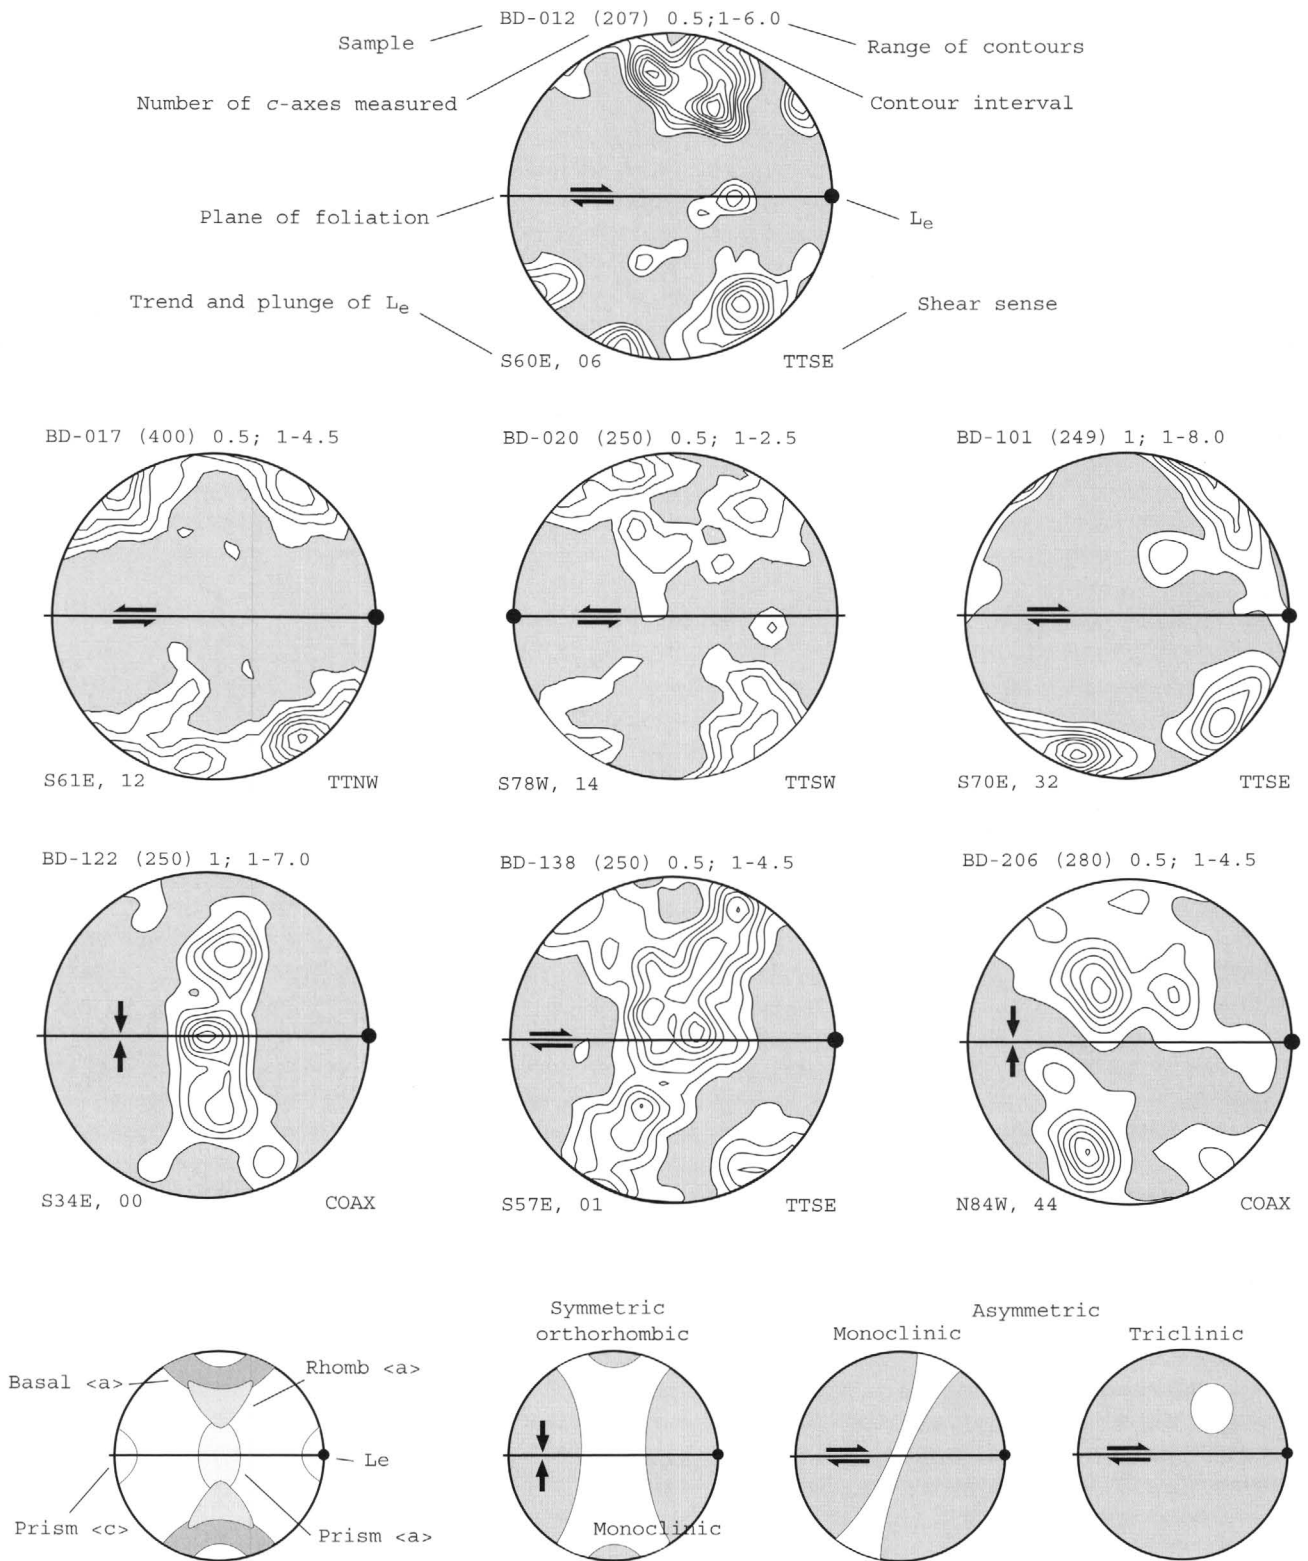 BD-012 (207) 0.5;1-6.0
Sample
Range of contours
Number of c-axes measured
Contour interval
Plane of foliation
Le
Trend and plunge of Le
Shear sense
S60E, 06
TTSE
BD-017 (400) 0.5; 1-4.5
BD-020 (250) 0.5; 1-2.5
BD-101 (249) 1; 1-8.0
S61E, 12
TTNW
S78W, 14
TTSW
S70E, 32
TTSE
BD-122 (250) 1; 1-7.0
BD-138 (250) 0.5; 1-4.5
BD-206 (280) 0.5; 1-4.5
S34E, 00
COAX
S57E, 01
TTSE
N84W, 44
COAX
Symmetric
orthorhombic
Asymmetric
Monoclinic
Triclinic
Basal <a>
Rhomb <a>
Le
Prism <c>
Prism <a>
Monoclinic